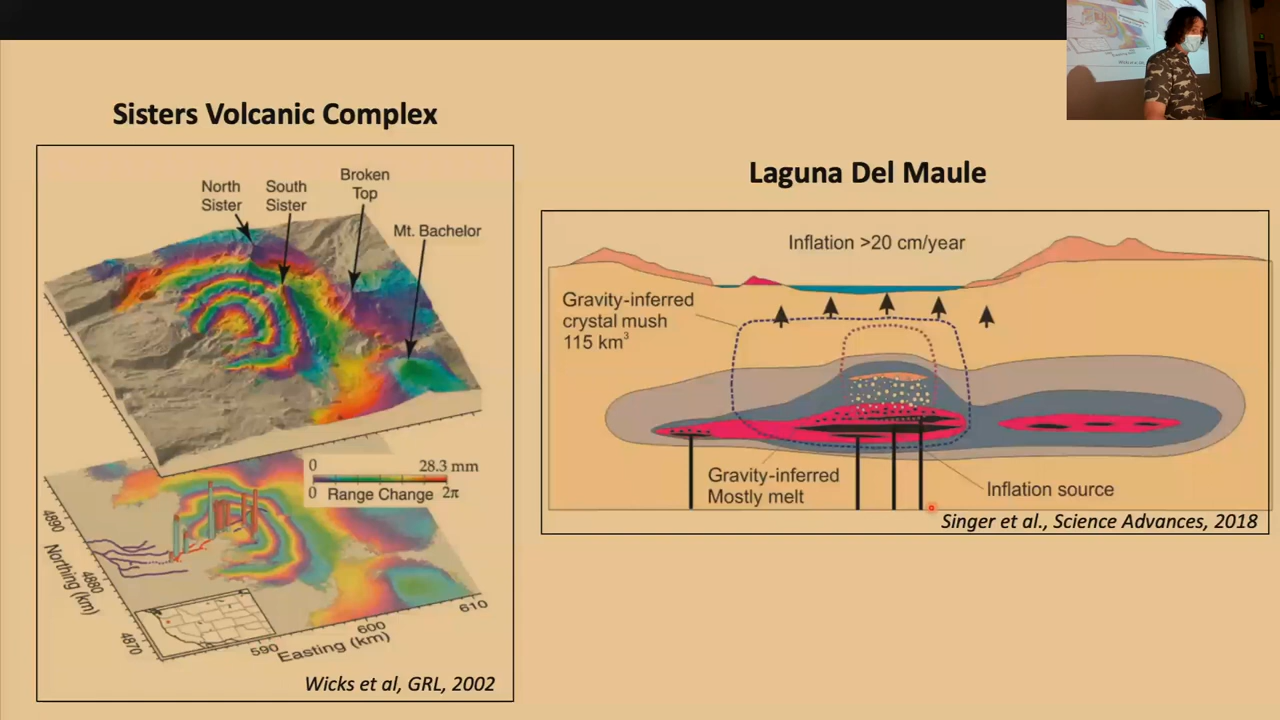 Sisters Volcanic Complex
North
Sister
South
Sister
Broken
Top
Mt. Bachelor
0
28.3 mm
0 Range Change 2π
4890
4880
4870
Northing (km)
590
600
610
Easting (km)
Wicks et al, GRL, 2002
Laguna Del Maule
Inflation >20 cm/year
Gravity-inferred
crystal mush
115 km³
Gravity-inferred
Mostly melt
Inflation source
Singer et al., Science Advances, 2018